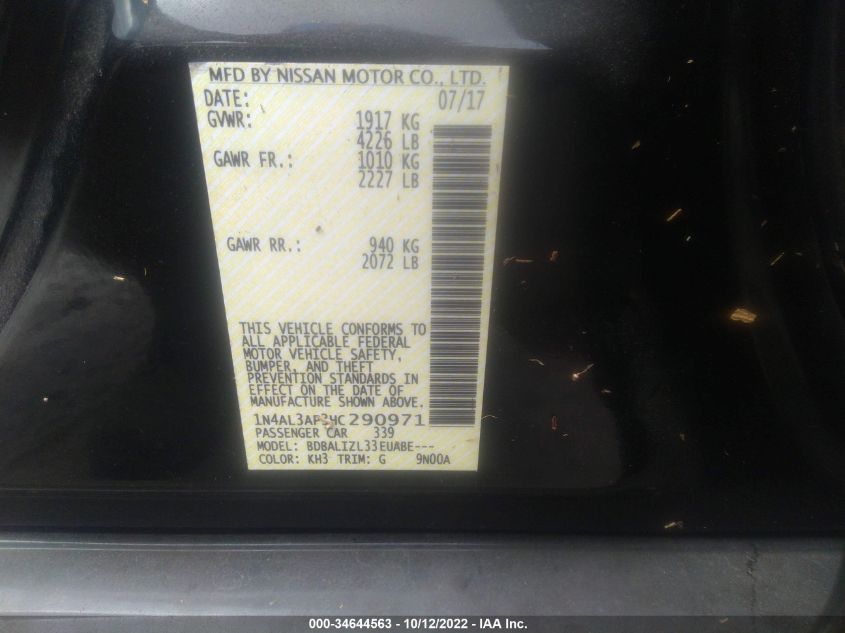 MFD BY NISSAN MOTOR CO., LTD.
DATE: 07/17
GVWR: 1917 KG
4226 LB
GAWR FR.: 1010 KG
2227 LB
GAWR RR.: 940 KG
2072 LB
THIS VEHICLE CONFORMS TO
ALL APPLICABLE FEDERAL
MOTOR VEHICLE SAFETY,
BUMPER, AND THEFT
PREVENTION STANDARDS IN
EFFECT ON THE DATE OF
MANUFACTURE SHOWN ABOVE.
PASSENGER CAR 339
MODEL: BDBALIZL33EUABE---
COLOR: KH3 TRIM: G 9N00A
000-34644563 - 10/12/2022 - IAA Inc.